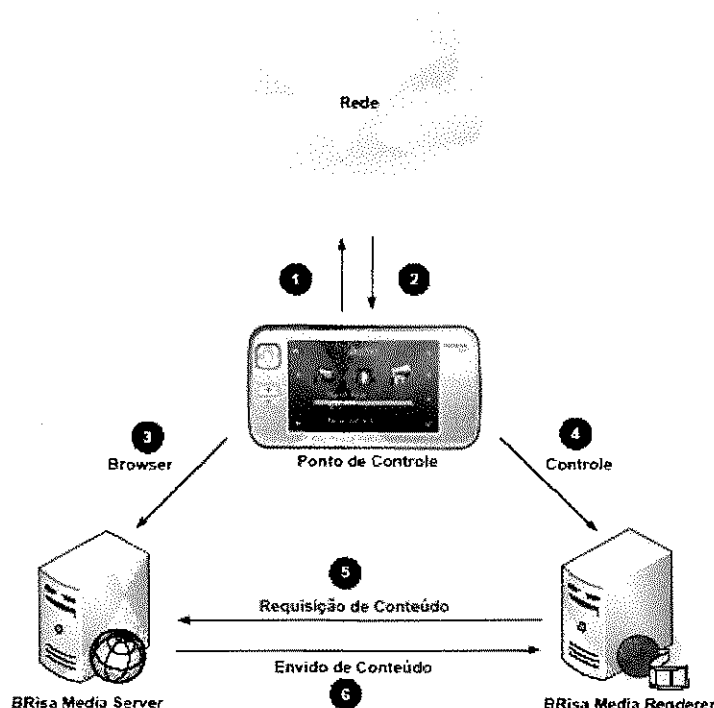 Rede
1
2
3
Browser
Ponto de Controle
4
Controle
5
Requisição de Conteúdo
Envido de Conteúdo
6
BRisa Media Server
BRisa Media Renderer